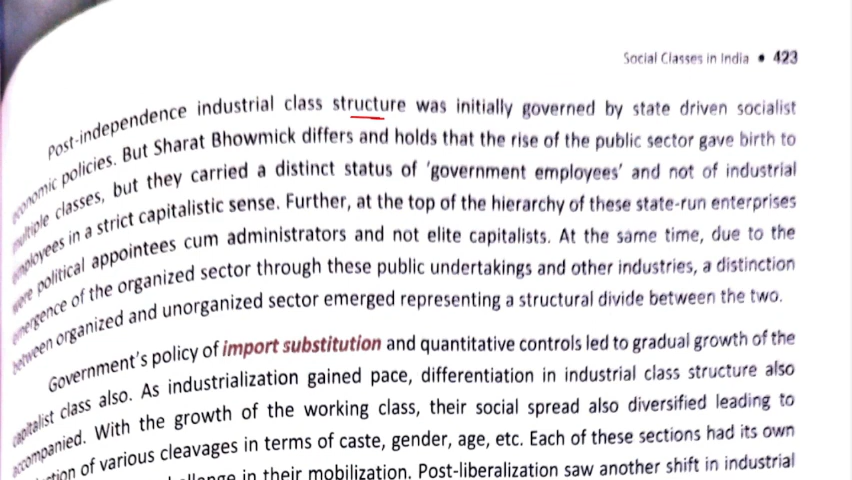 Social Classes in India • 423
Post-independence industrial class structure was initially governed by state driven socialist
economic policies. But Sharat Bhowmick differs and holds that the rise of the public sector gave birth to
multiple classes, but they carried a distinct status of 'government employees' and not of industrial
employees in a strict capitalistic sense. Further, at the top of the hierarchy of these state-run enterprises
were political appointees cum administrators and not elite capitalists. At the same time, due to the
emergence of the organized sector through these public undertakings and other industries, a distinction
between organized and unorganized sector emerged representing a structural divide between the two.
Government's policy of import substitution and quantitative controls led to gradual growth of the
capitalist class also. As industrialization gained pace, differentiation in industrial class structure also
accompanied. With the growth of the working class, their social spread also diversified leading to
of various cleavages in terms of caste, gender, age, etc. Each of these sections had its own
in their mobilization. Post-liberalization saw another shift in industrial